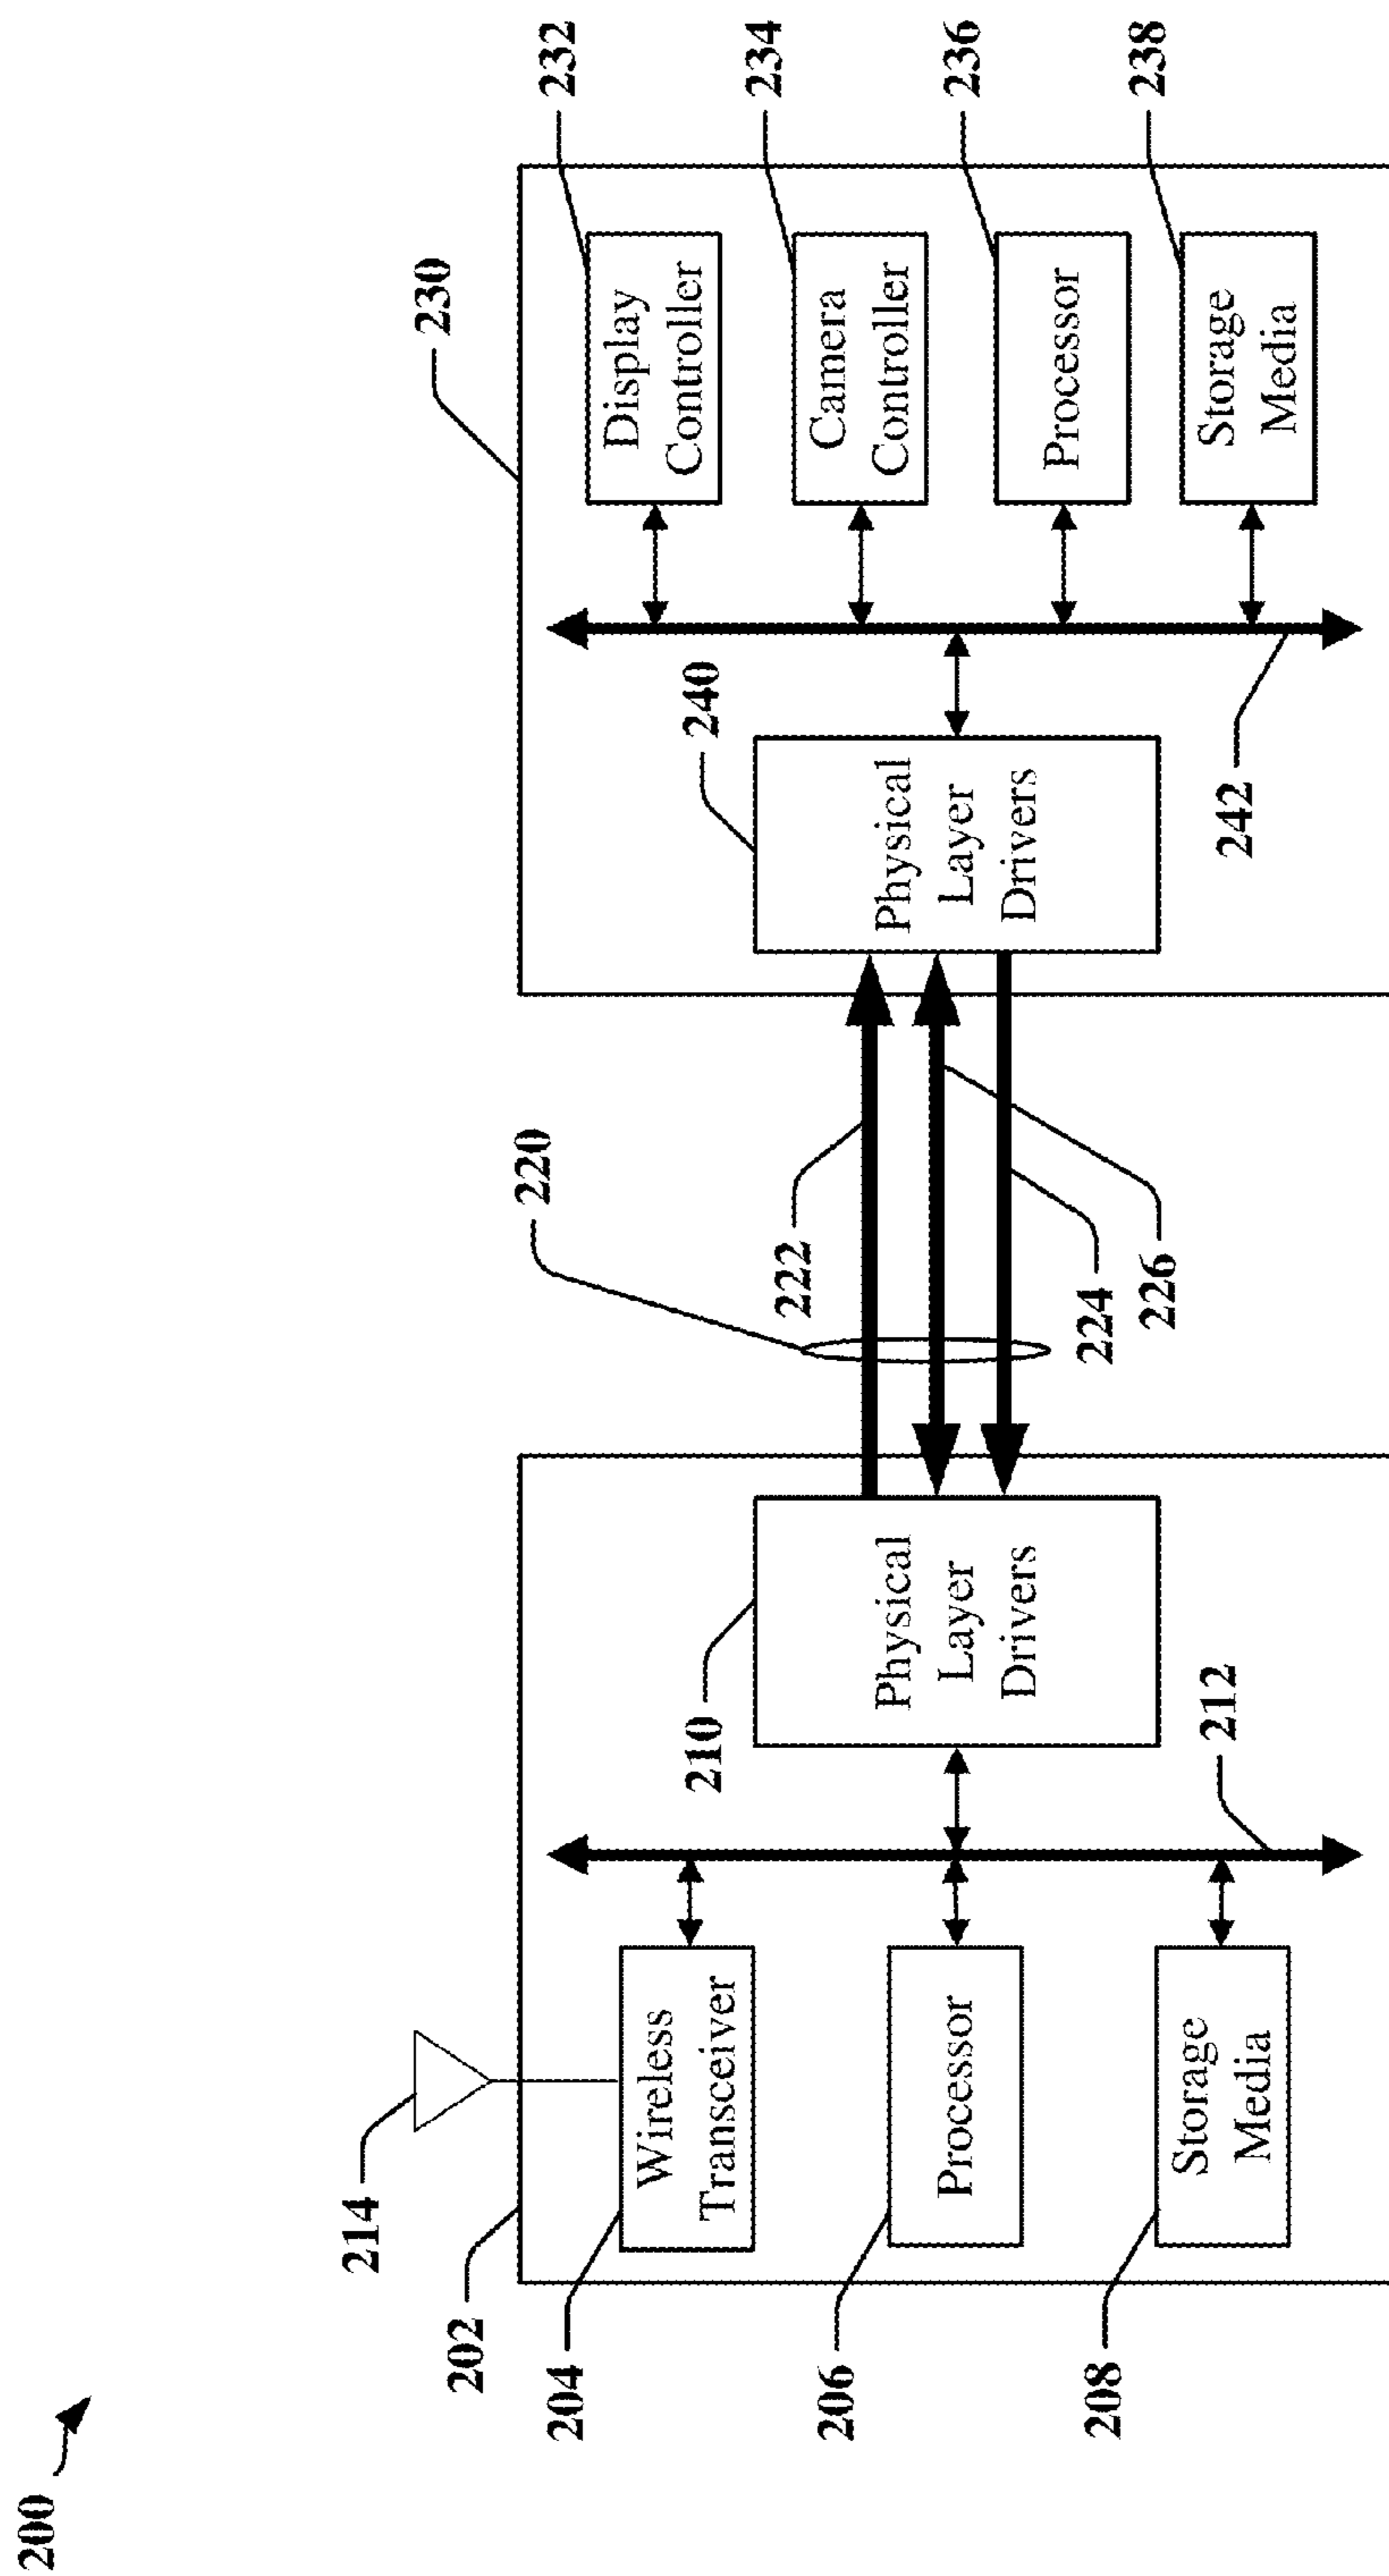 200
214
202
204
Wireless
Transceiver
206
Processor
208
Storage
Media
210
Physical
Layer
Drivers
212
220
222
224
226
230
240
Physical
Layer
Drivers
242
232
Display
Controller
234
Camera
Controller
236
Processor
238
Storage
Media